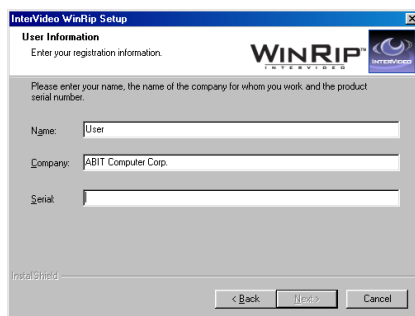 InterVideo WinRip Setup
User Information
Enter your registration information.
WINRIP™
INTERVIDEO
INTERVIDEO
Please enter your name, the name of the company for whom you work and the product
serial number.
Name: User
Company: ABIT Computer Corp.
Serial:
InstallShield
< Back Next > Cancel